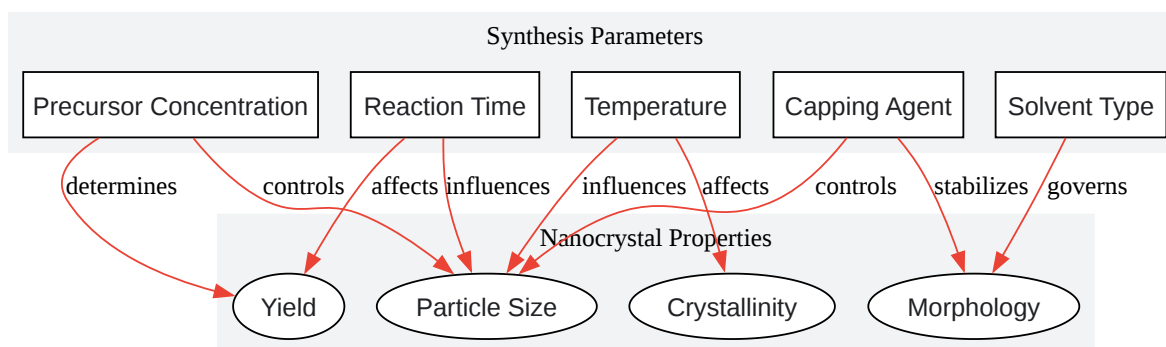 Synthesis Parameters
Precursor Concentration
Reaction Time
Temperature
Capping Agent
Solvent Type
determines
controls
affects
influences
influences
affects
controls
stabilizes
governs
Nanocrystal Properties
Yield
Particle Size
Crystallinity
Morphology